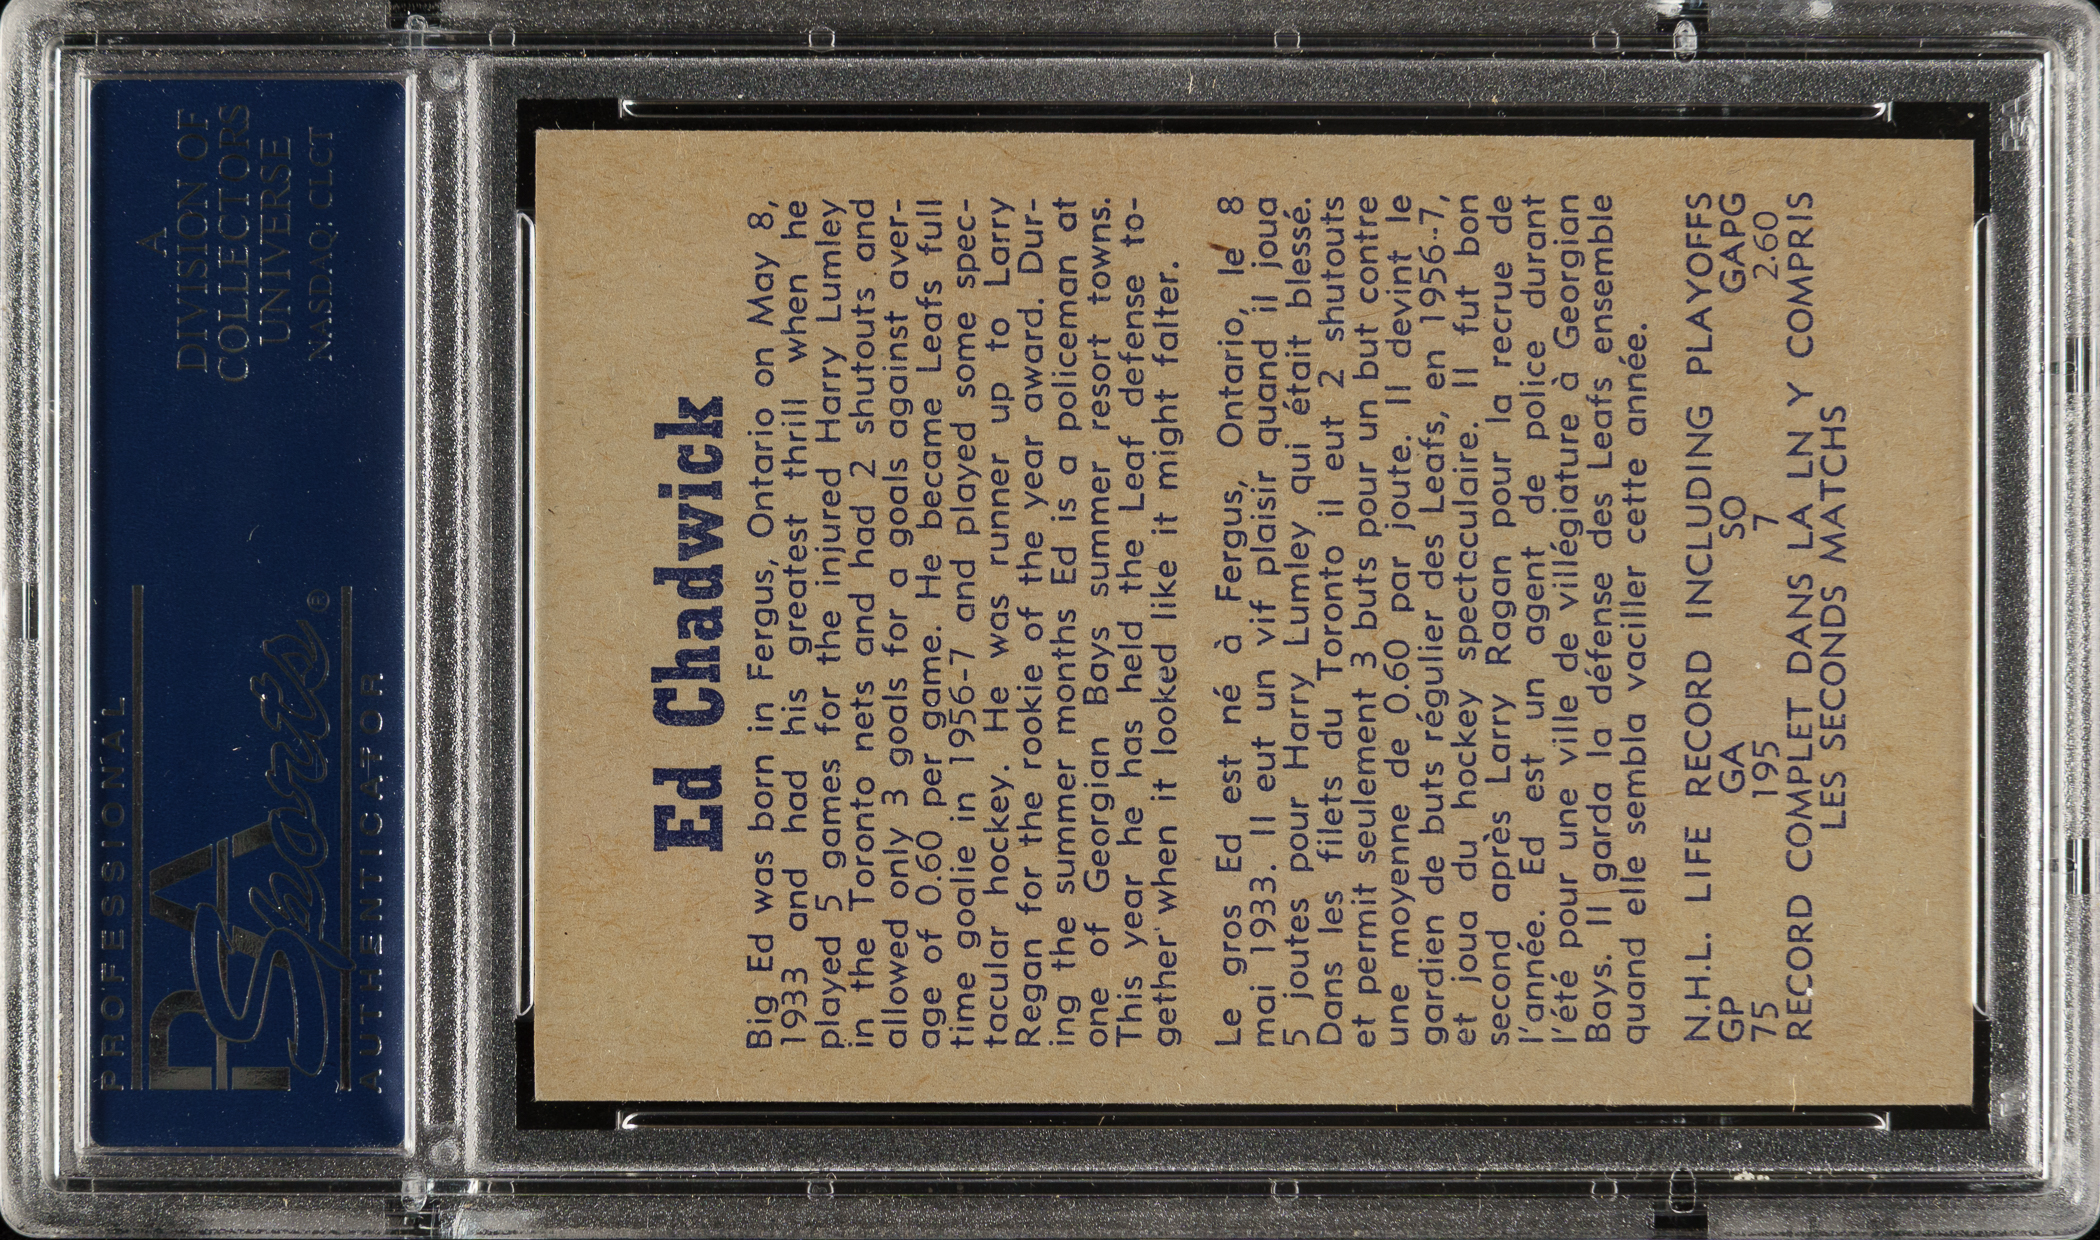 PROFESSIONAL
PSA
Sports®
AUTHENTICATOR
A
DIVISION OF
COLLECTORS
UNIVERSE
NASDAQ: CLCT
Ed Chadwick
Big Ed was born in Fergus, Ontario on May 8,
1933 and had his greatest thrill when he
played 5 games for the injured Harry Lumley
in the Toronto nets and had 2 shutouts and
allowed only 3 goals for a goals against aver-
age of 0.60 per game. He became Leafs full
time goalie in 1956-7 and played some spec-
tacular hockey. He was runner up to Larry
Regan for the rookie of the year award. Dur-
ing the summer months Ed is a policeman at
one of Georgian Bays summer resort towns.
This year he has held the Leaf defense to-
gether when it looked like it might falter.
Le gros Ed est né à Fergus, Ontario, le 8
mai 1933. Il eut un vif plaisir quand il joua
5 joutes pour Harry Lumley qui était blessé.
Dans les filets du Toronto il eut 2 shutouts
et permit seulement 3 buts pour un but contre
une moyenne de 0.60 par joute. Il devint le
gardien de buts régulier des Leafs, en 1956-7,
et joua du hockey spectaculaire. Il fut bon
second après Larry Ragan pour la recrue de
l'année. Ed est un agent de police durant
l'été pour une ville de villégiature à Georgian
Bays. Il garda la défense des Leafs ensemble
quand elle sembla vaciller cette année.
N.H.L. LIFE RECORD INCLUDING PLAYOFFS
GP GA SO GAPG
75 195 7 2.60
RECORD COMPLET DANS LA LN Y COMPRIS
LES SECONDS MATCHS
PSA